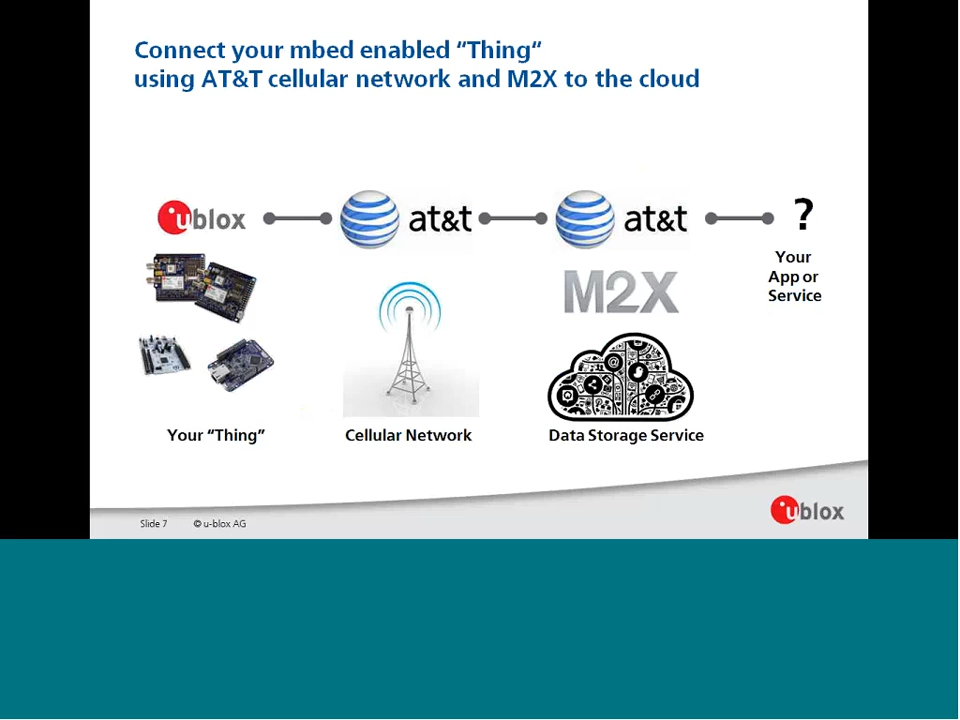 Connect your mbed enabled “Thing“
using AT&T cellular network and M2X to the cloud
ublox
at&t
at&t
?
Your
App or
Service
M2X
Your “Thing”
Cellular Network
Data Storage Service
Slide 7 © u-blox AG
ublox